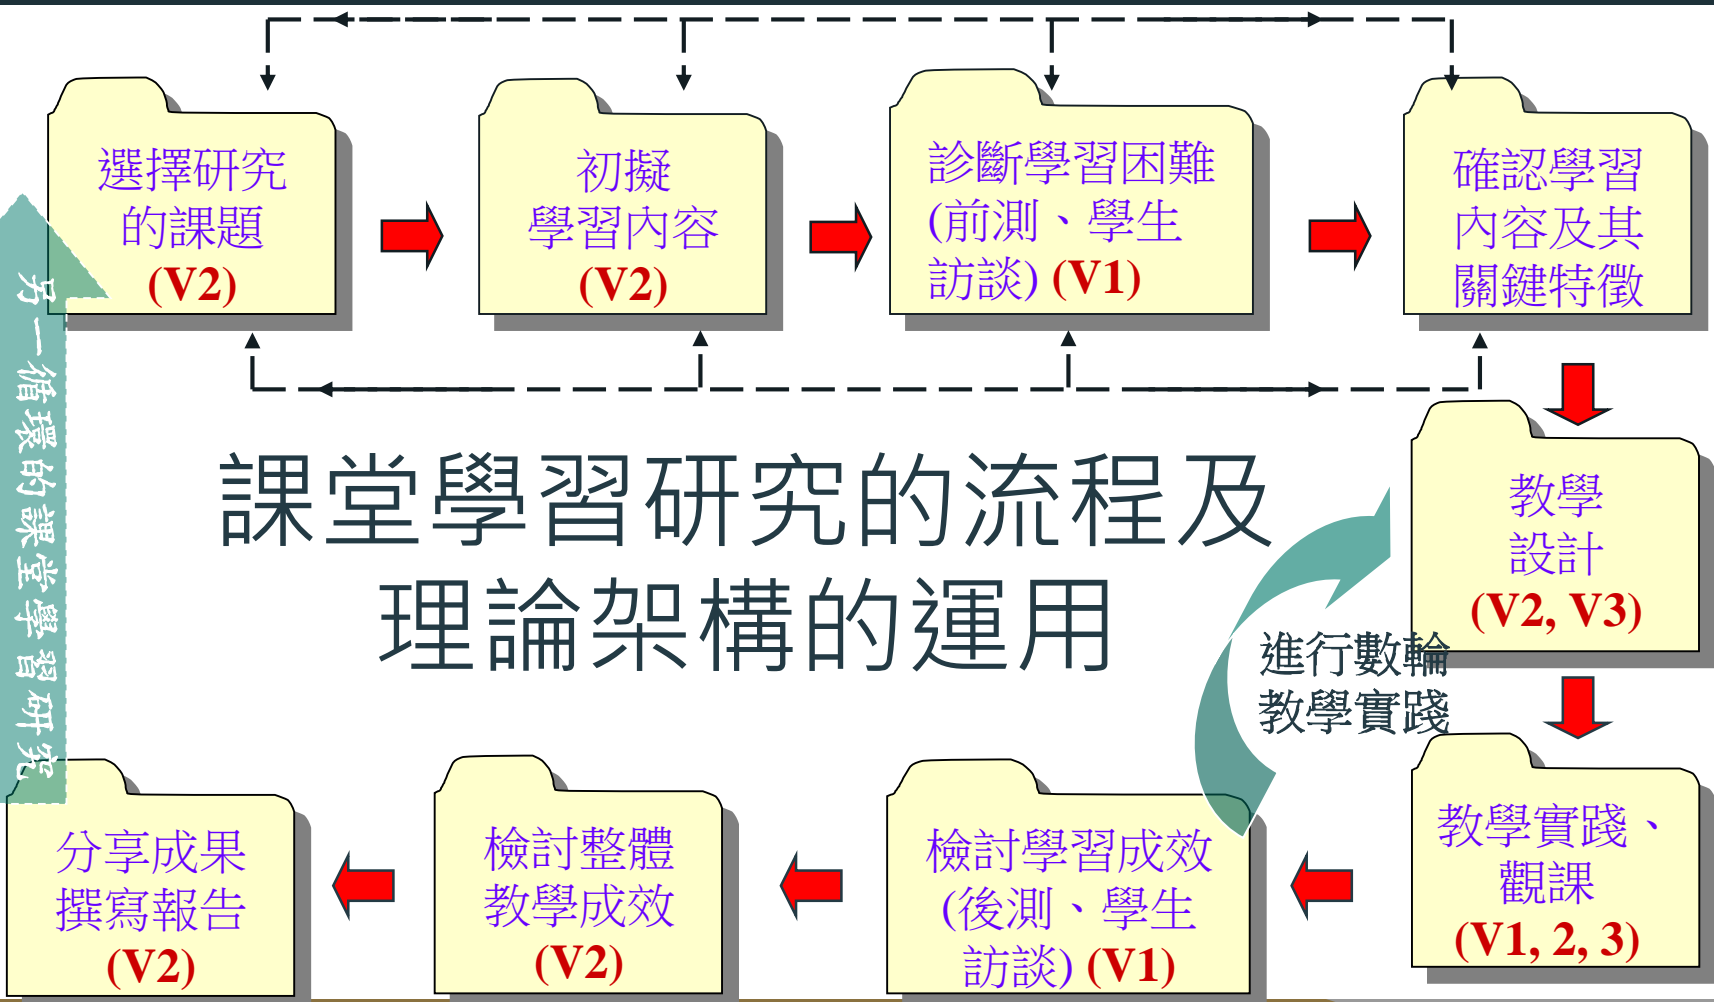 選擇研究
的課題
(V2)
初擬
學習內容
(V2)
診斷學習困難
(前測、學生
訪談) (V1)
確認學習
內容及其
關鍵特徵
教學
設計
(V2, V3)
教學實踐、
觀課
(V1, 2, 3)
檢討學習成效
(後測、學生
訪談) (V1)
檢討整體
教學成效
(V2)
分享成果
撰寫報告
(V2)
另一循環的課堂學習研究
課堂學習研究的流程及
理論架構的運用
進行數輪
教學實踐